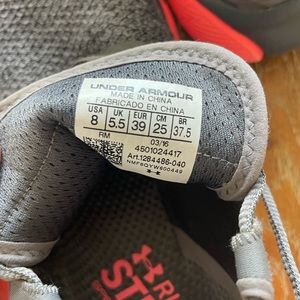 UNDER ARMOUR
MADE IN CHINA
FABRICADO EN CHINA
USA UK EUR CM BR
8 5.5 39 25 37.5
RM 03/16
4501024417
Art.1284486-040